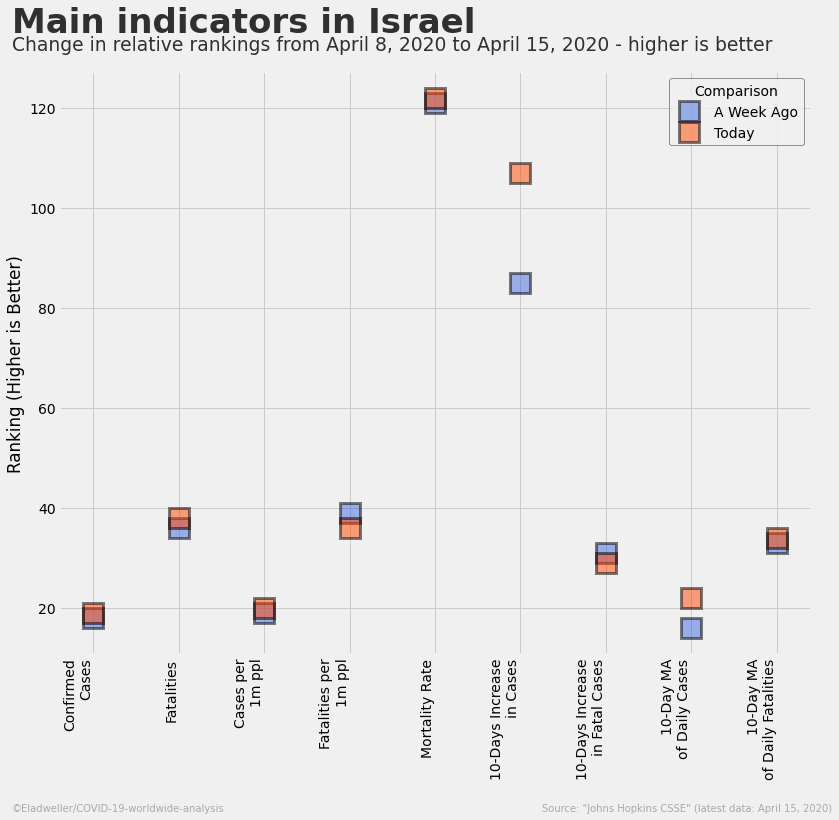 Main indicators in Israel
Change in relative rankings from April 8, 2020 to April 15, 2020 - higher is better
Comparison
A Week Ago
Today
Ranking (Higher is Better)
120
100
80
60
40
20
Confirmed
Cases
Fatalities
Cases per
1m ppl
Fatalities per
1m ppl
Mortality Rate
10-Days Increase
in Cases
10-Days Increase
in Fatal Cases
10-Day MA
of Daily Cases
10-Day MA
of Daily Fatalities
©Eladweller/COVID-19-worldwide-analysis
Source: "Johns Hopkins CSSE" (latest data: April 15, 2020)